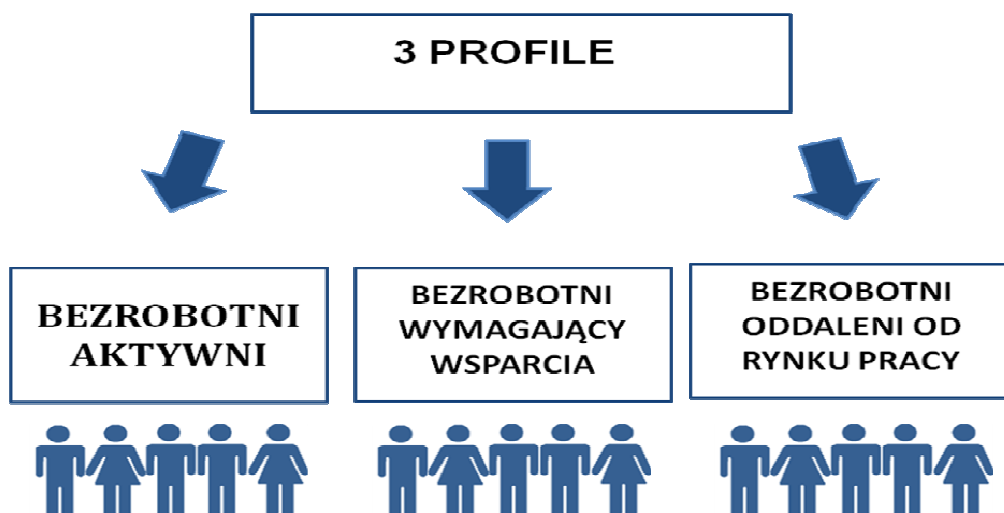 3 PROFILE
BEZROBOTNI
AKTYWNI
BEZROBOTNI
WYMAGAJĄCY
WSPARCIA
BEZROBOTNI
ODDALENI OD
RYNKU PRACY